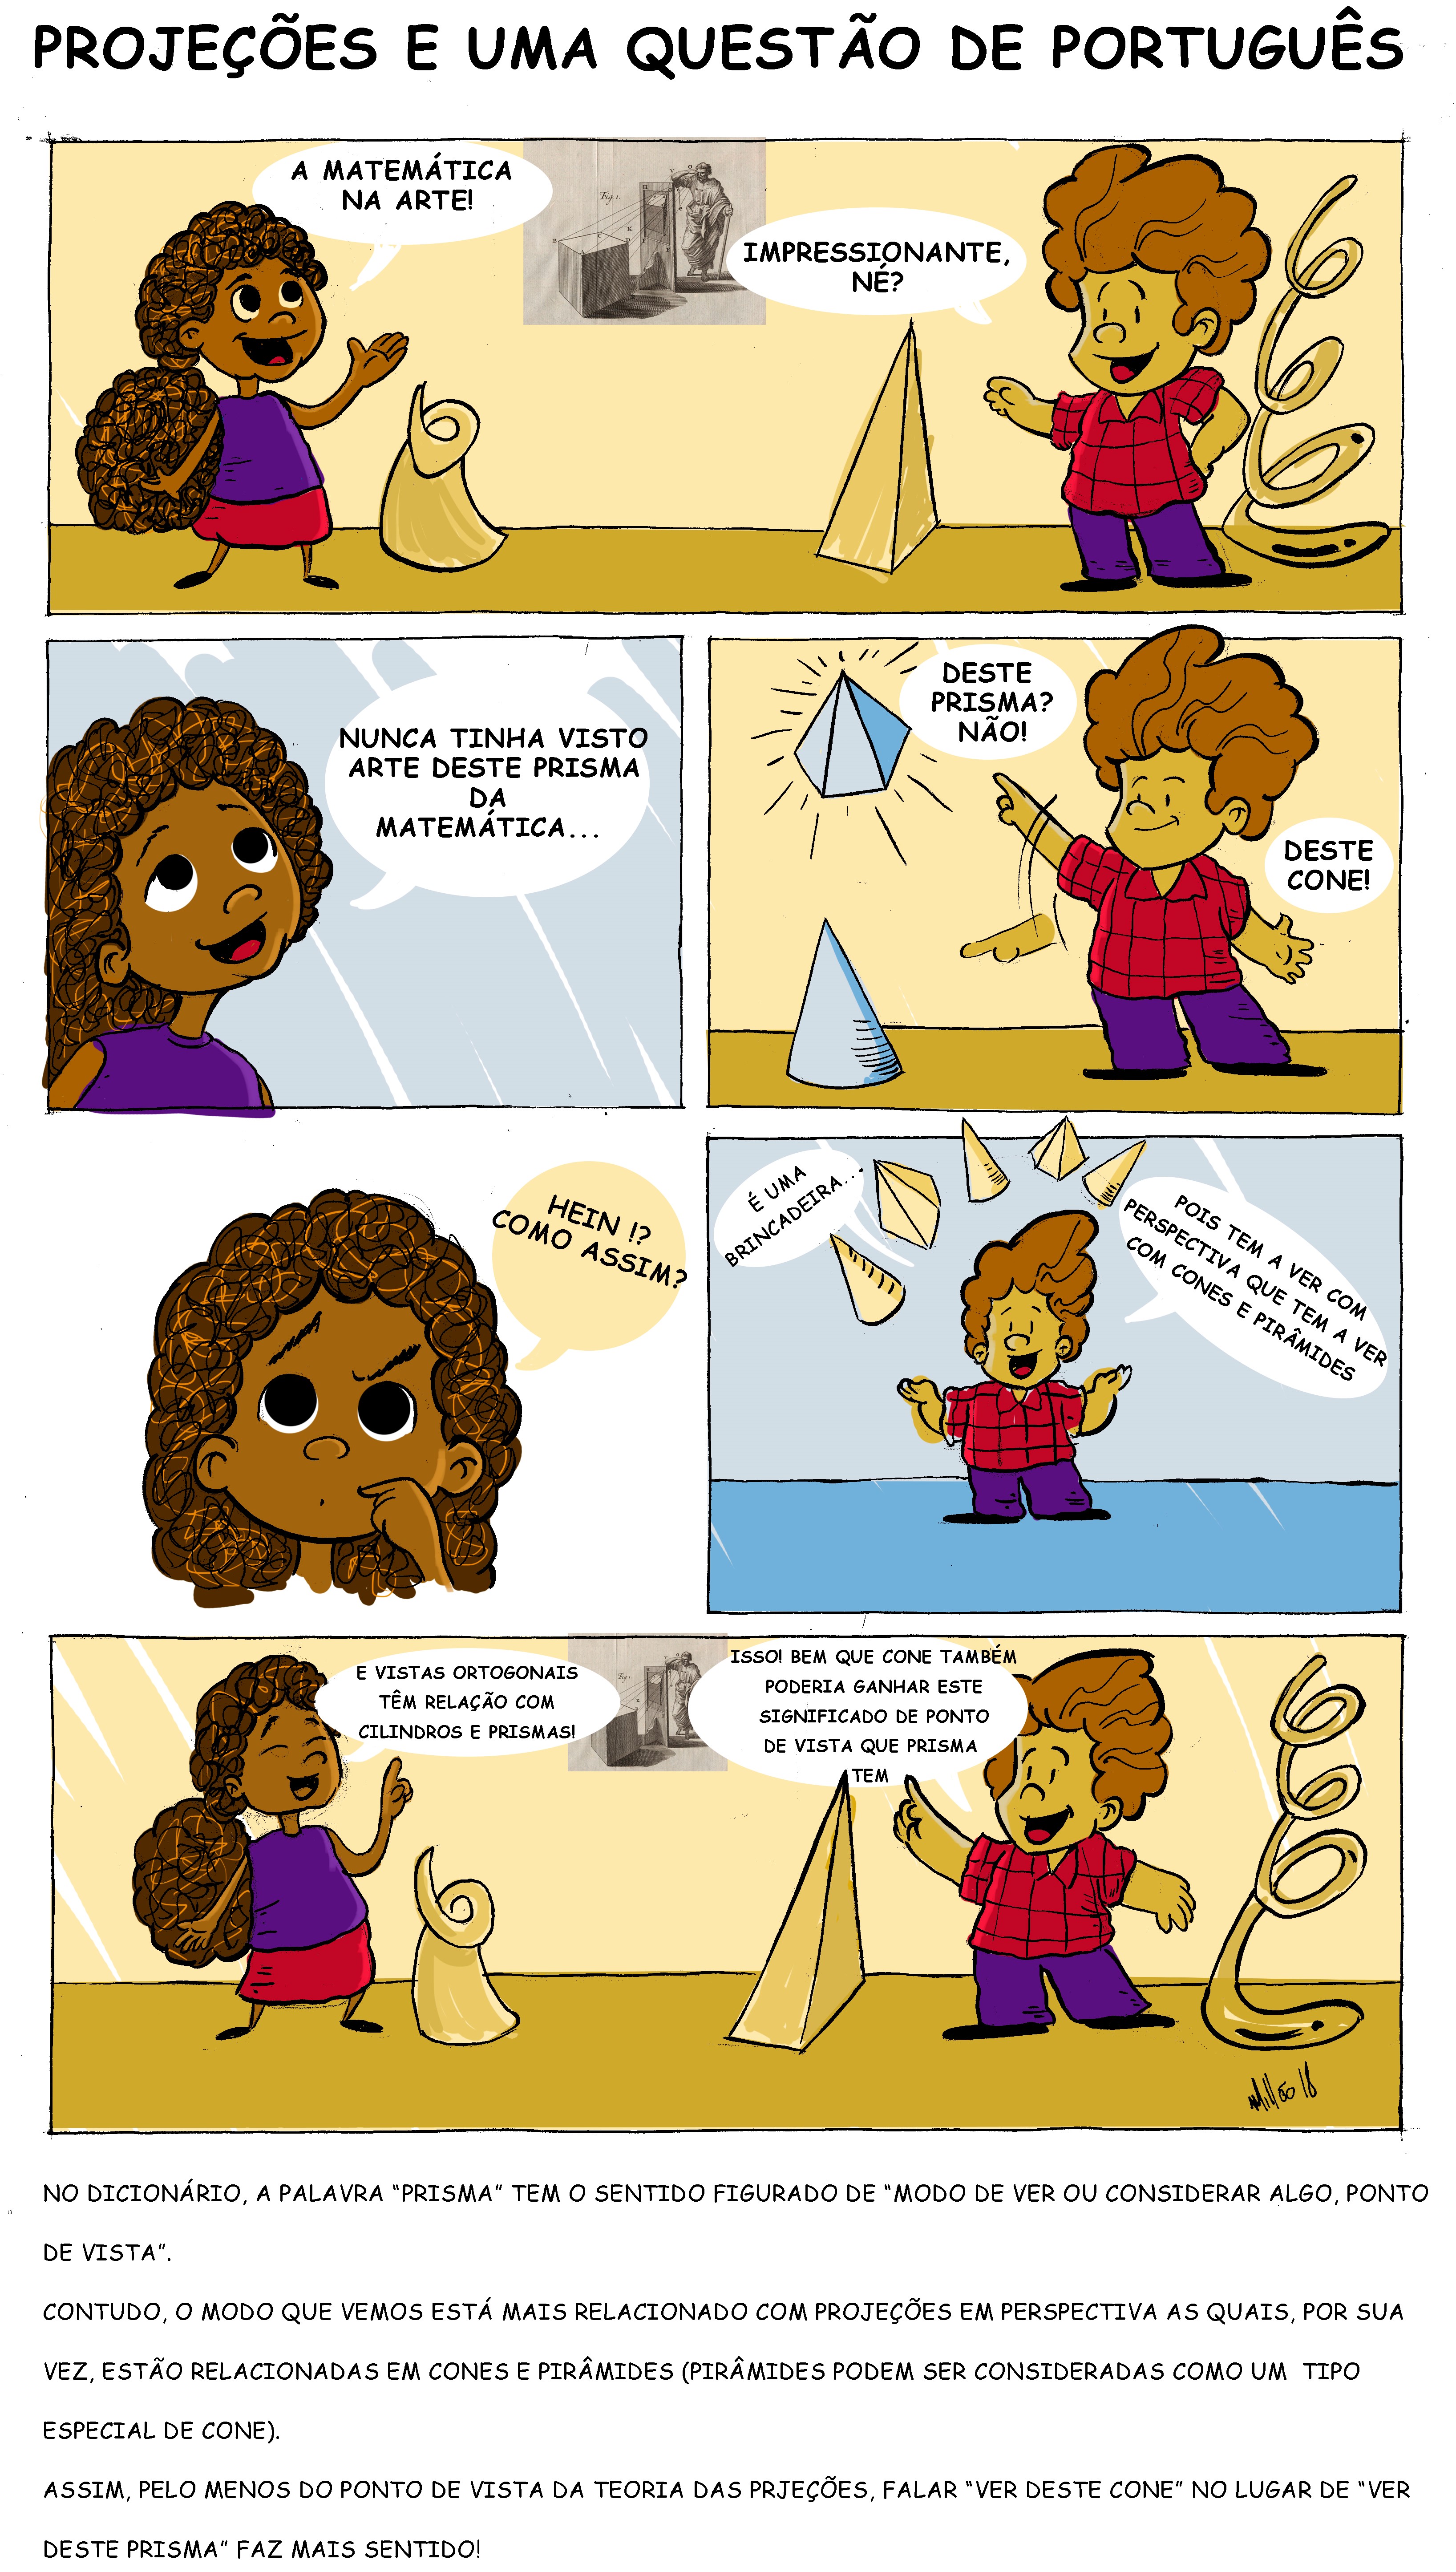 PROJEÇÕES E UMA QUESTÃO DE PORTUGUÊS
A MATEMÁTICA
NA ARTE!
Fig. 1.
IMPRESSIONANTE,
NÉ?
NUNCA TINHA VISTO
ARTE DESTE PRISMA
DA
MATEMÁTICA...
DESTE
PRISMA?
NÃO!
DESTE
CONE!
HEIN !?
COMO ASSIM?
É UMA
BRINCADEIRA...
POIS TEM A VER COM
PERSPECTIVA QUE TEM A VER
COM CONES E PIRÂMIDES
E VISTAS ORTOGONAIS
TÊM RELAÇÃO COM
CILINDROS E PRISMAS!
Fig. 1.
ISSO! BEM QUE CONE TAMBÉM
PODERIA GANHAR ESTE
SIGNIFICADO DE PONTO
DE VISTA QUE PRISMA
TEM
NO DICIONÁRIO, A PALAVRA “PRISMA” TEM O SENTIDO FIGURADO DE “MODO DE VER OU CONSIDERAR ALGO, PONTO
DE VISTA”.
CONTUDO, O MODO QUE VEMOS ESTÁ MAIS RELACIONADO COM PROJEÇÕES EM PERSPECTIVA AS QUAIS, POR SUA
VEZ, ESTÃO RELACIONADAS EM CONES E PIRÂMIDES (PIRÂMIDES PODEM SER CONSIDERADAS COMO UM TIPO
ESPECIAL DE CONE).
ASSIM, PELO MENOS DO PONTO DE VISTA DA TEORIA DAS PRJEÇÕES, FALAR “VER DESTE CONE” NO LUGAR DE “VER
DESTE PRISMA” FAZ MAIS SENTIDO!